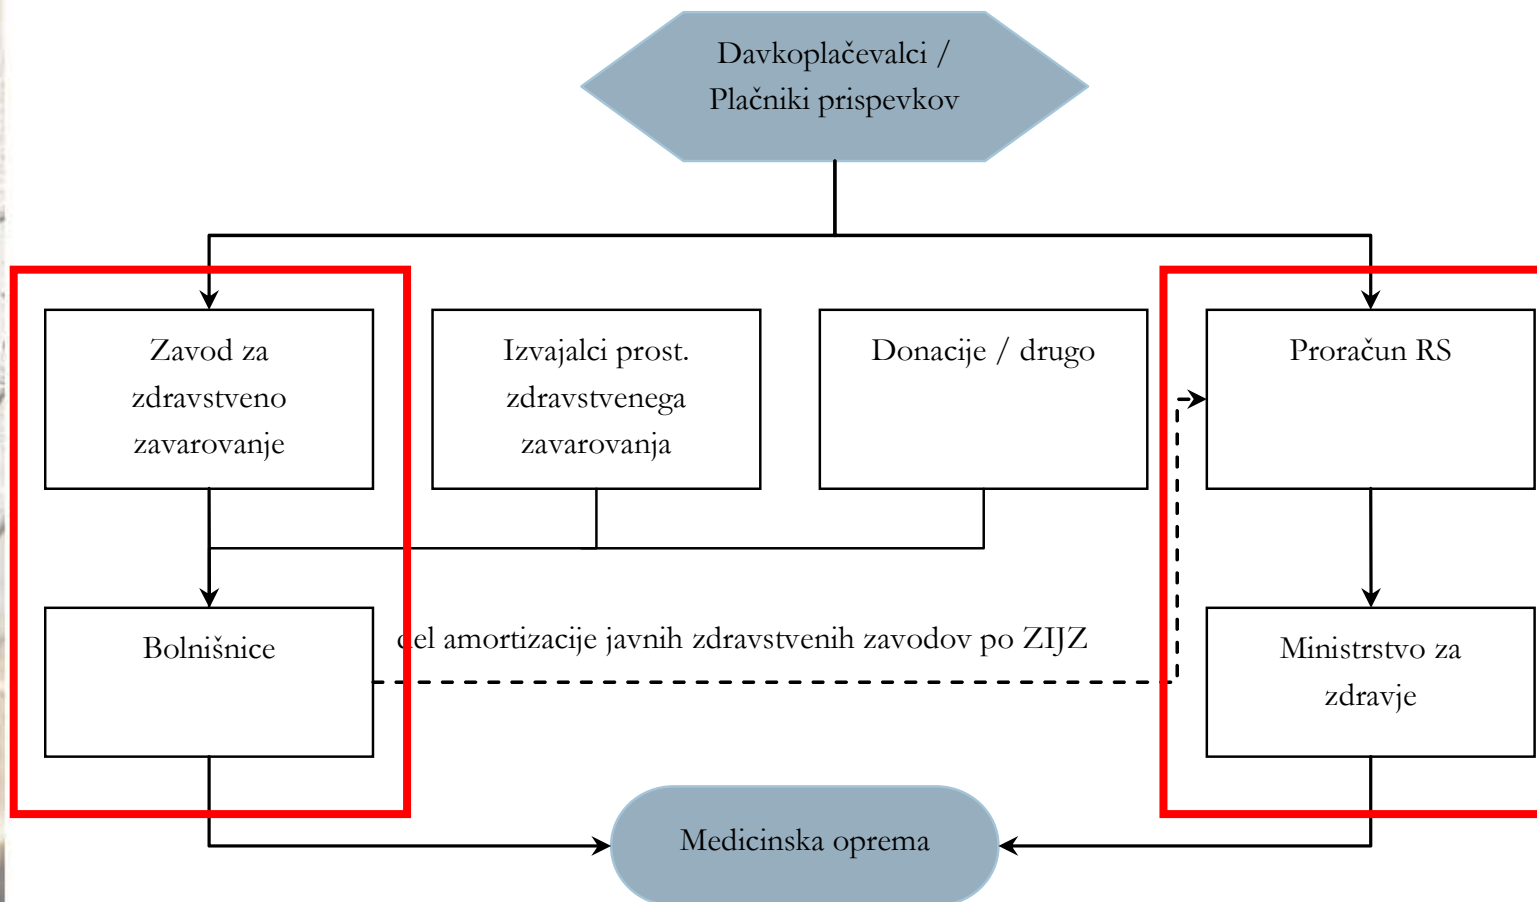 Davkoplačevalci /
Plačniki prispevkov
Zavod za
zdravstveno
zavarovanje
Izvajalci prost.
zdravstvenega
zavarovanja
Donacije / drugo
Proračun RS
Bolnišnice
del amortizacije javnih zdravstvenih zavodov po ZIJZ
Ministrstvo za
zdravje
Medicinska oprema